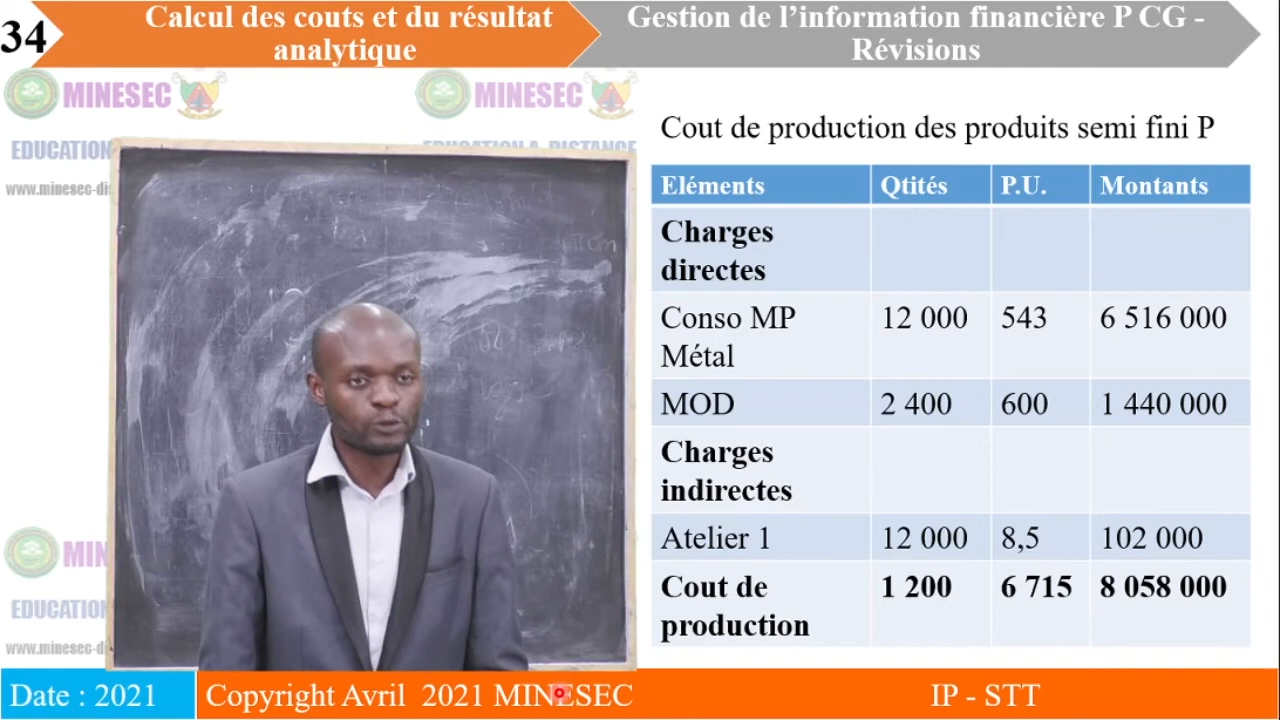 34
Calcul des couts et du résultat
analytique
Gestion de l’information financière P CG -
Révisions
MINESEC
MINESEC
EDUCATION
EDUCATION A DISTANCE
www.minesec-di
Cout de production des produits semi fini P
Eléments Qtités P.U. Montants
Charges
directes
Conso MP 12 000 543 6 516 000
Métal
MOD 2 400 600 1 440 000
Charges
indirectes
Atelier 1 12 000 8,5 102 000
Cout de 1 200 6 715 8 058 000
production
MIN
EDUCATION
www.minesec-d
Date : 2021
Copyright Avril 2021 MINESEC
IP - STT